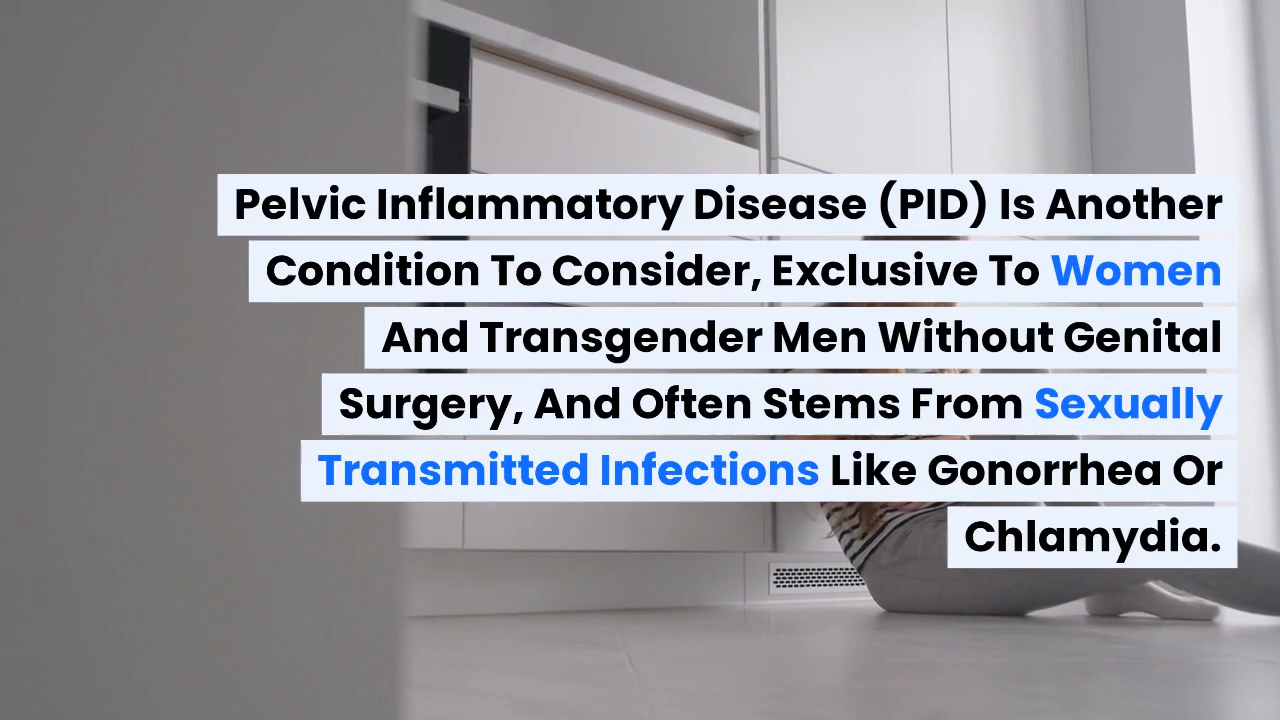 Pelvic Inflammatory Disease (PID) Is Another
Condition To Consider, Exclusive To Women
And Transgender Men Without Genital
Surgery, And Often Stems From Sexually
Transmitted Infections Like Gonorrhea Or
Chlamydia.